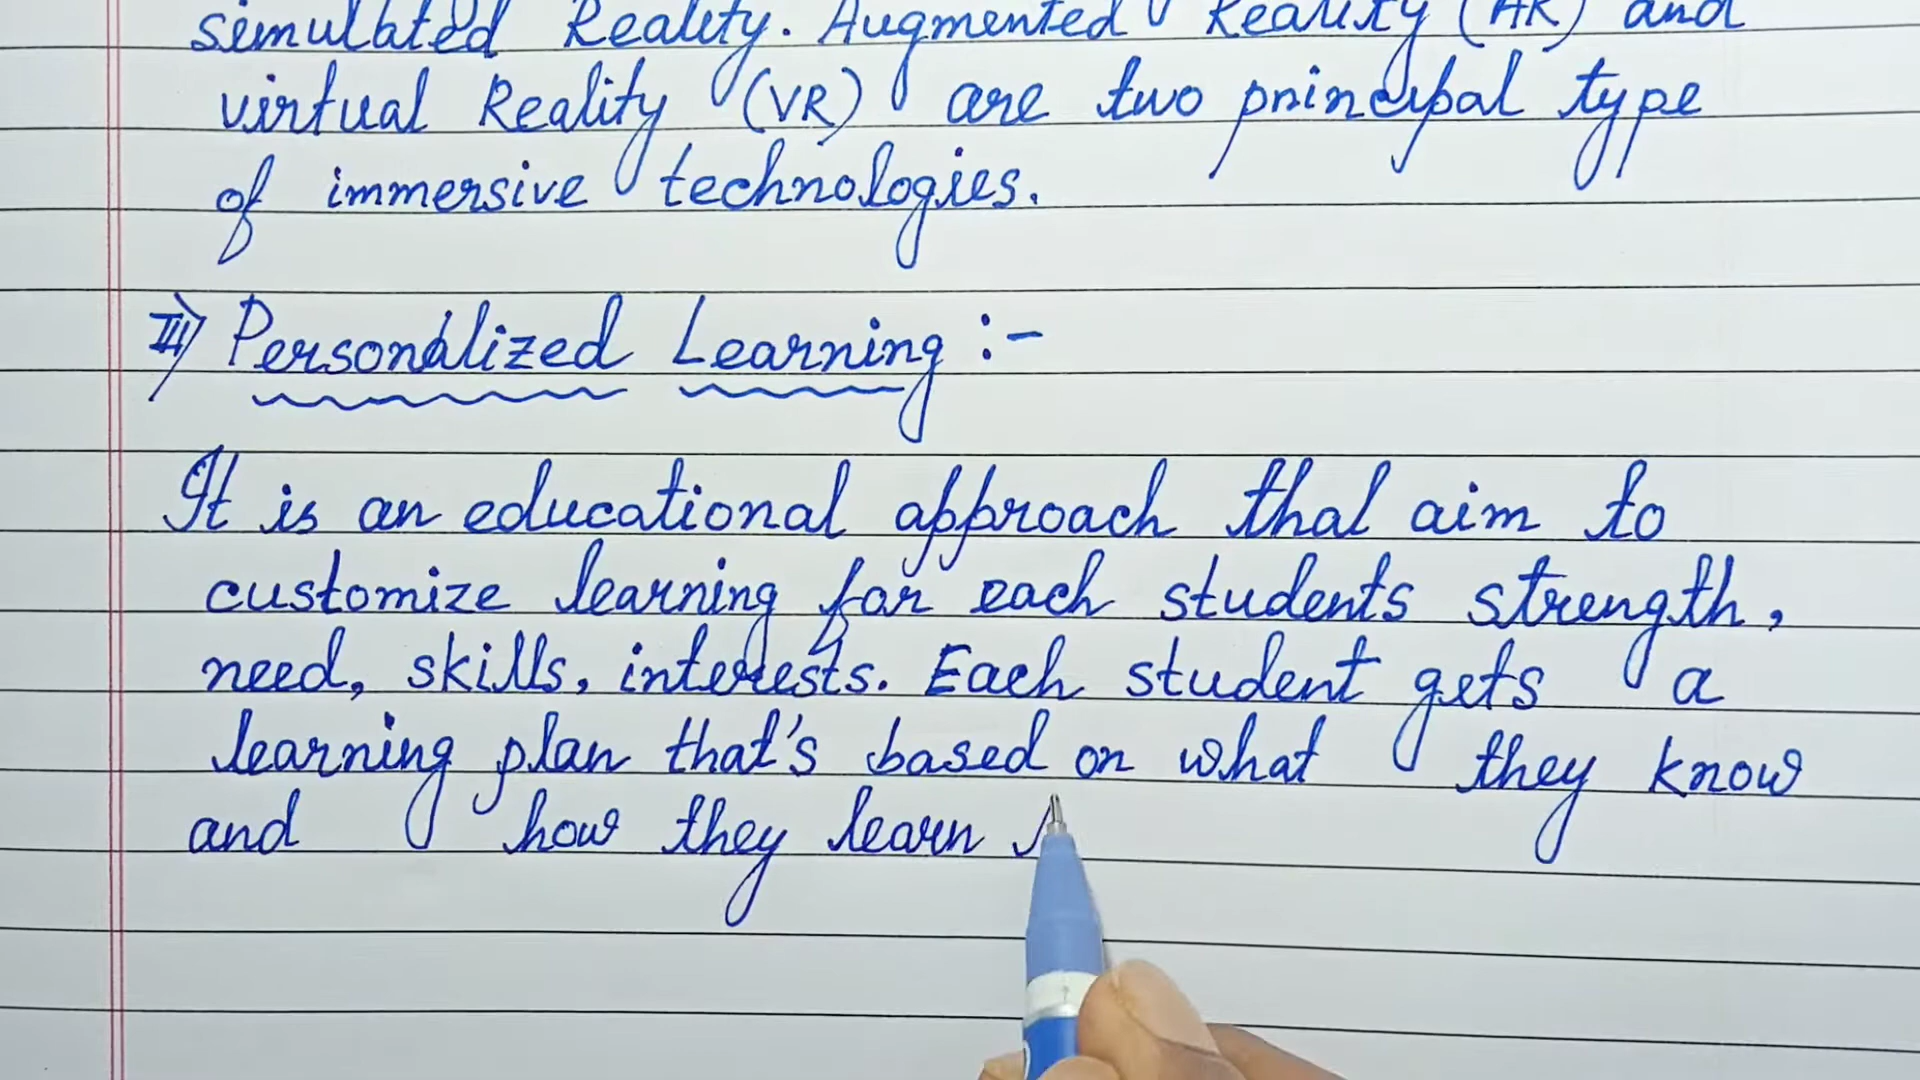 simulated Reality. Augmented Reality (AR) and
virtual Reality (VR) are two principal type
of immersive technologies.
III) Personalized Learning :-
It is an educational approach thal aim to
customize learning for each students strength,
need, skills, interests. Each student gets a
learning plan that's based on what they know
and how they learn